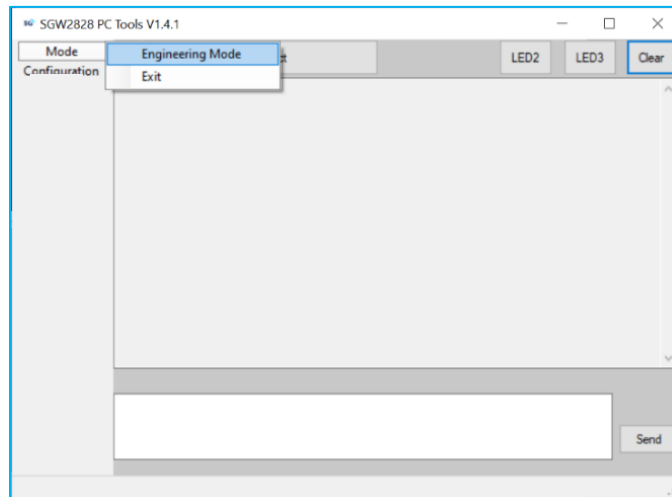 SGW2828 PC Tools V1.4.1
Mode Engineering Mode LED2 LED3 Clear
Configuration Exit
Send